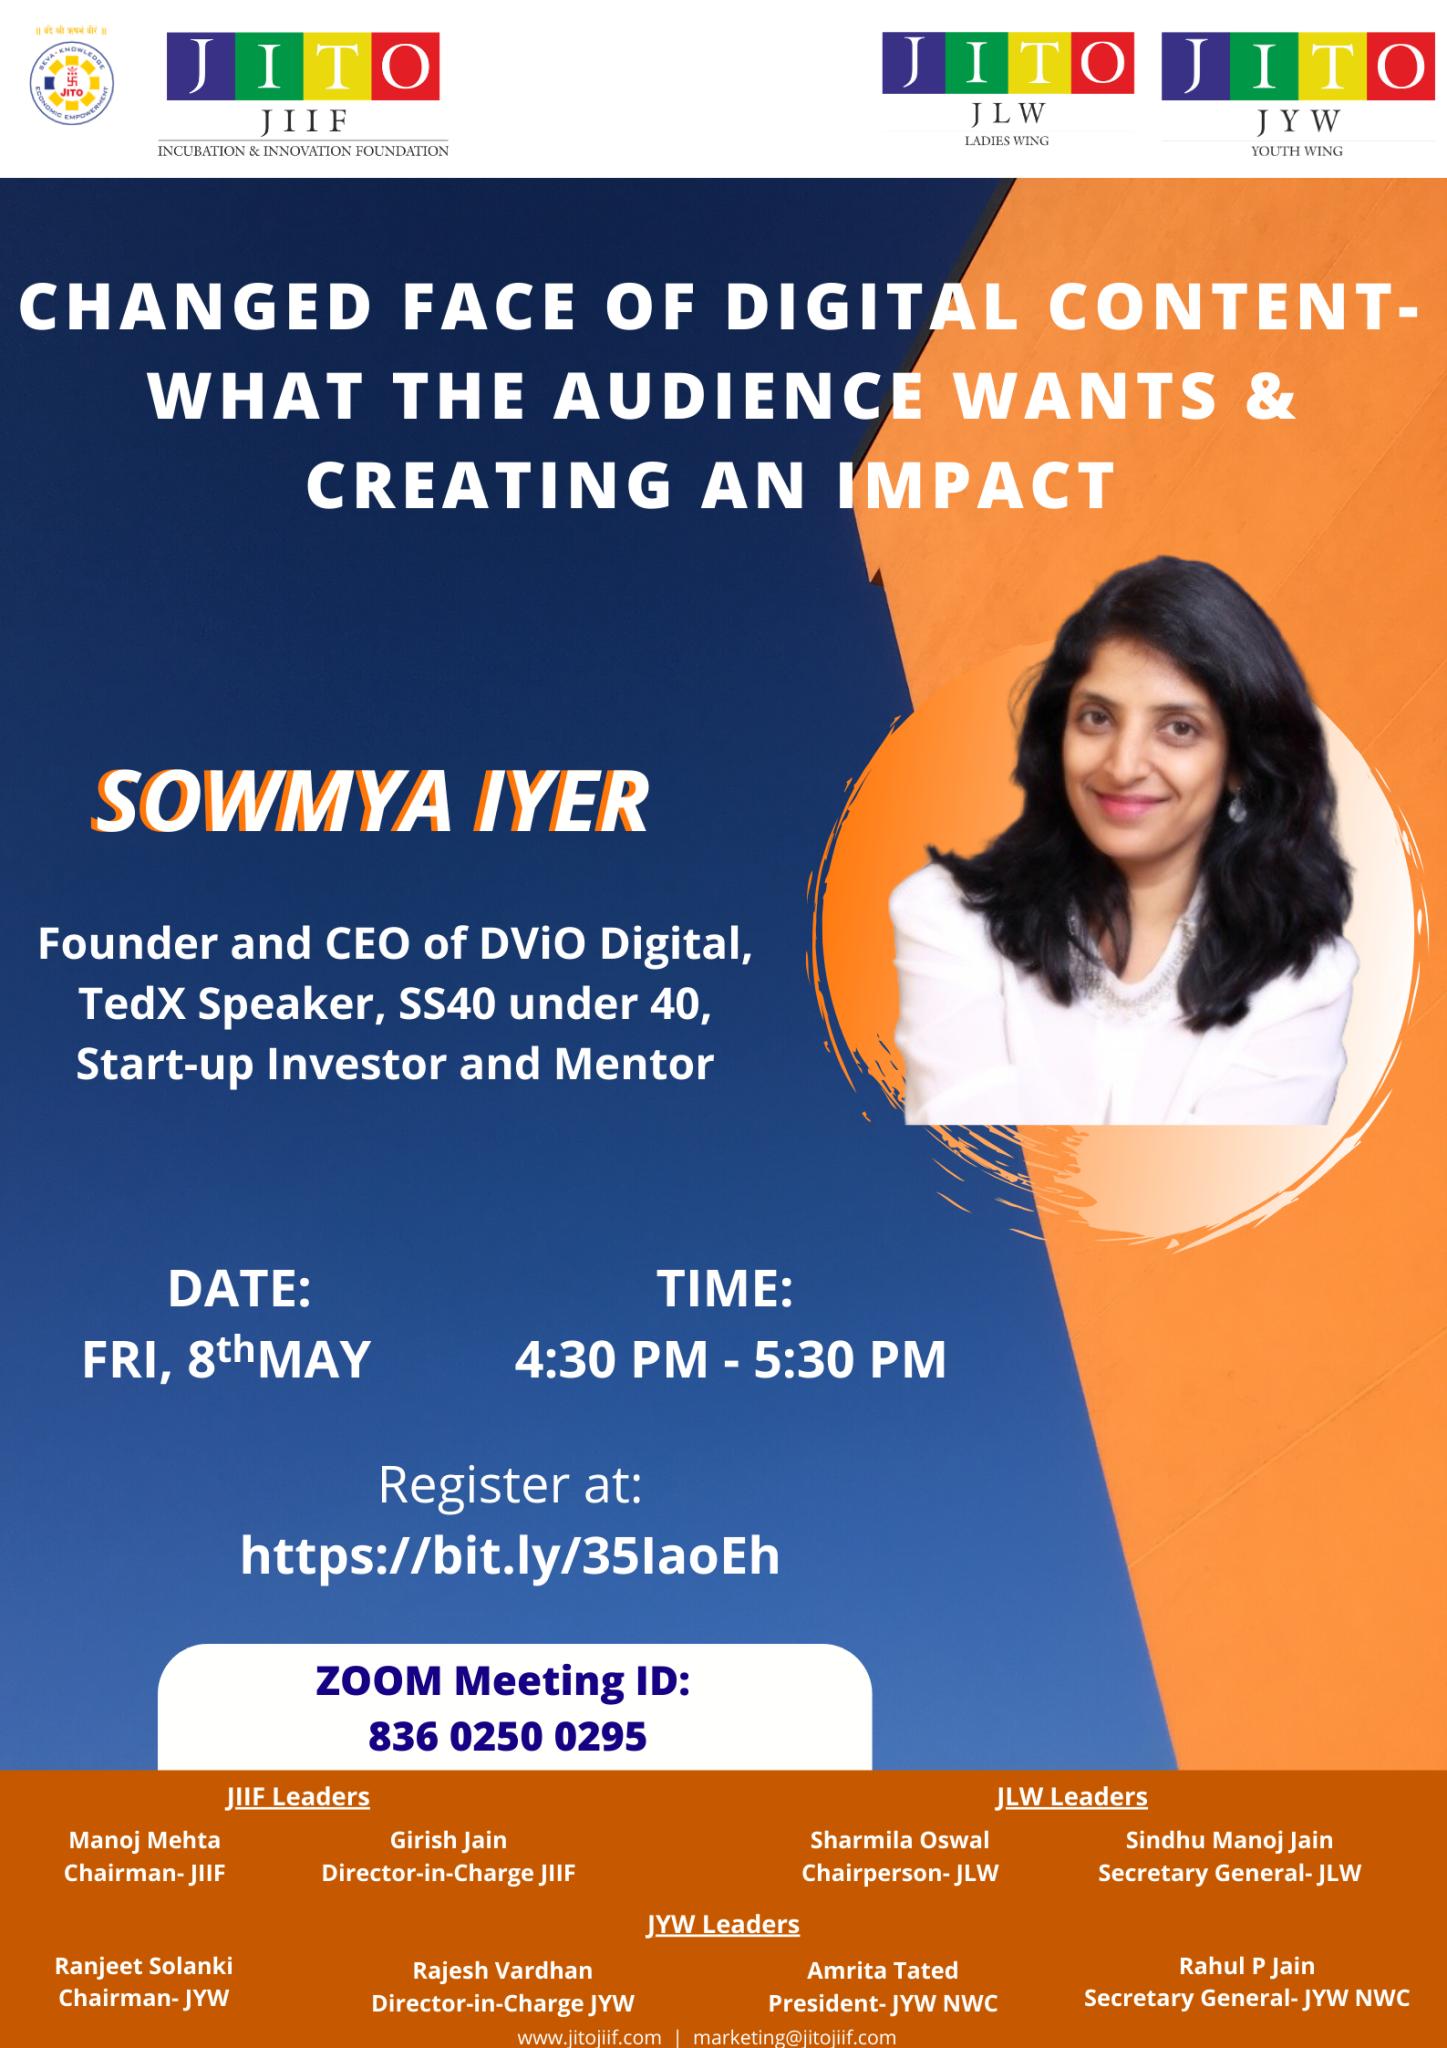 || वंदे श्री ऋषभं वीरं ||
SEVA-KNOWLEDGE
JITO
ECONOMIC EMPOWERMENT
JITO
JIIF
INCUBATION & INNOVATION FOUNDATION
JITO
JLW
LADIES WING
JITO
JYW
YOUTH WING
CHANGED FACE OF DIGITAL CONTENT-
WHAT THE AUDIENCE WANTS &
CREATING AN IMPACT
SOWMYA IYER
Founder and CEO of DViO Digital,
TedX Speaker, SS40 under 40,
Start-up Investor and Mentor
DATE:
FRI, 8thMAY
TIME:
4:30 PM - 5:30 PM
Register at:
https://bit.ly/35IaoEh
ZOOM Meeting ID:
836 0250 0295
JIIF Leaders
Manoj Mehta
Chairman- JIIF
Girish Jain
Director-in-Charge JIIF
JLW Leaders
Sharmila Oswal
Chairperson- JLW
Sindhu Manoj Jain
Secretary General- JLW
JYW Leaders
Ranjeet Solanki
Chairman- JYW
Rajesh Vardhan
Director-in-Charge JYW
Amrita Tated
President- JYW NWC
Rahul P Jain
Secretary General- JYW NWC
www.jitojiif.com | marketing@jitojiif.com